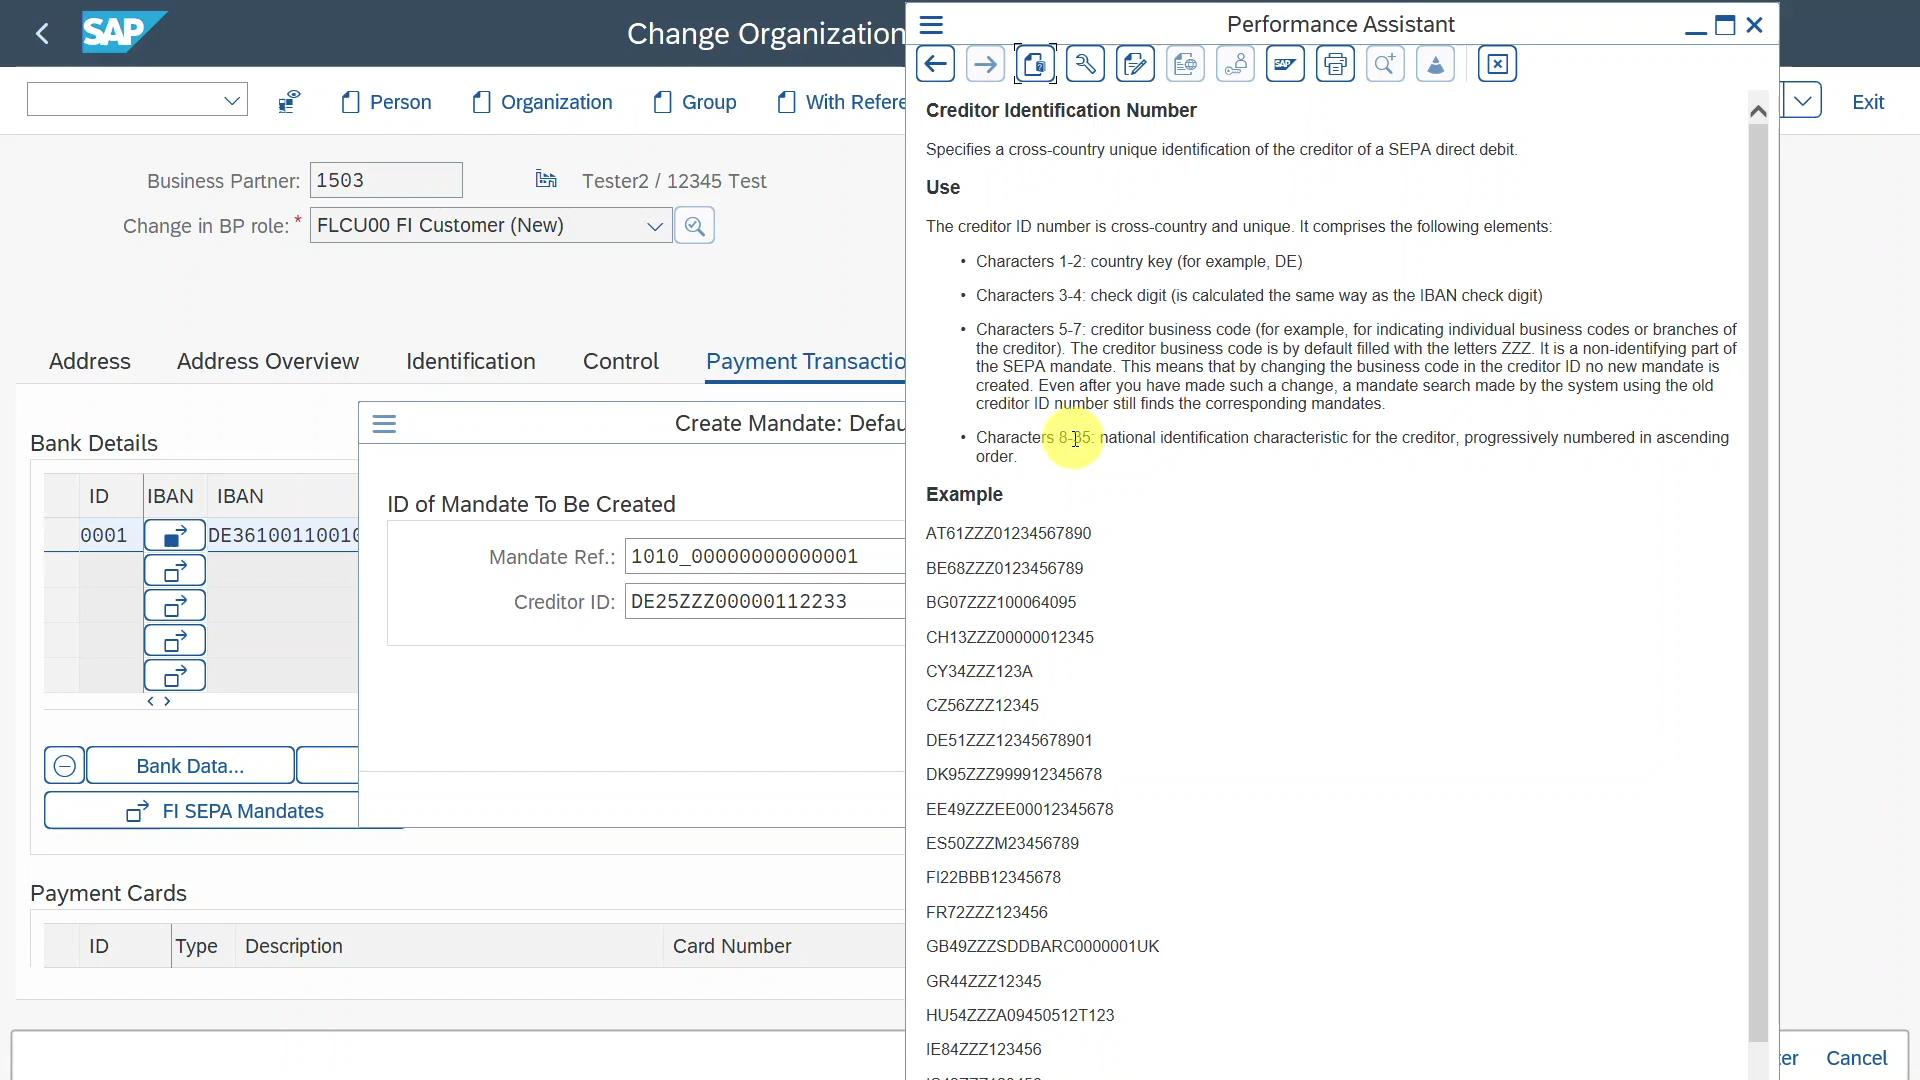 SAP
Change Organization
Performance Assistant
Person
Organization
Group
With Refere
Exit
Business Partner: 1503
Tester2 / 12345 Test
Change in BP role: * FLCU00 FI Customer (New)
Address
Address Overview
Identification
Control
Payment Transactio
Bank Details
ID
IBAN
IBAN
0001
DE3610011001
Create Mandate: Defau
ID of Mandate To Be Created
Mandate Ref.: 1010_00000000000001
Creditor ID: DE25ZZZ00000112233
Bank Data...
FI SEPA Mandates
Payment Cards
ID
Type
Description
Card Number
Creditor Identification Number
Specifies a cross-country unique identification of the creditor of a SEPA direct debit.
Use
The creditor ID number is cross-country and unique. It comprises the following elements:
• Characters 1-2: country key (for example, DE)
• Characters 3-4: check digit (is calculated the same way as the IBAN check digit)
• Characters 5-7: creditor business code (for example, for indicating individual business codes or branches of
the creditor). The creditor business code is by default filled with the letters ZZZ. It is a non-identifying part of
the SEPA mandate. This means that by changing the business code in the creditor ID no new mandate is
created. Even after you have made such a change, a mandate search made by the system using the old
creditor ID number still finds the corresponding mandates.
• Characters 8-35: national identification characteristic for the creditor, progressively numbered in ascending
order.
Example
AT61ZZZ01234567890
BE68ZZZ0123456789
BG07ZZZ100064095
CH13ZZZ00000012345
CY34ZZZ123A
CZ56ZZZ12345
DE51ZZZ12345678901
DK95ZZZ999912345678
EE49ZZZEE00012345678
ES50ZZZM23456789
FI22BBB12345678
FR72ZZZ123456
GB49ZZZSDDBARC0000001UK
GR44ZZZ12345
HU54ZZZA09450512T123
IE84ZZZ123456
er
Cancel